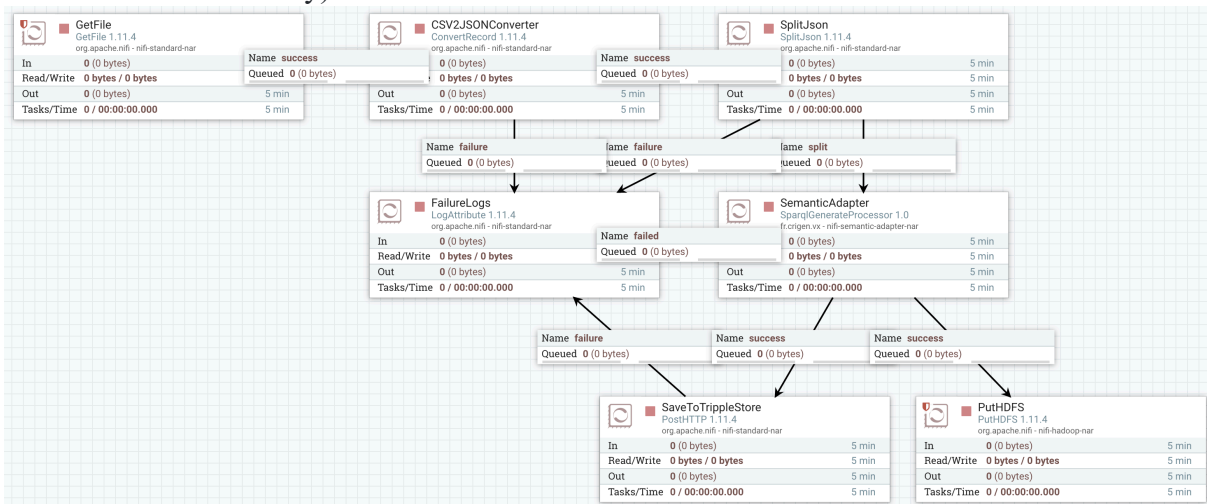 GetFile
GetFile 1.11.4
org.apache.nifi - nifi-standard-nar
In 0 (0 bytes)
Read/Write 0 bytes / 0 bytes
Out 0 (0 bytes) 5 min
Tasks/Time 0 / 00:00:00.000 5 min
Name success
Queued 0 (0 bytes)
CSV2JSONConverter
ConvertRecord 1.11.4
org.apache.nifi - nifi-standard-nar
0 (0 bytes)
0 bytes / 0 bytes
Out 0 (0 bytes) 5 min
Tasks/Time 0 / 00:00:00.000 5 min
Name success
Queued 0 (0 bytes)
SplitJson
SplitJson 1.11.4
org.apache.nifi - nifi-standard-nar
0 (0 bytes) 5 min
0 bytes / 0 bytes 5 min
Out 0 (0 bytes) 5 min
Tasks/Time 0 / 00:00:00.000 5 min
Name failure
Queued 0 (0 bytes)
failure
0 (0 bytes)
split
0 (0 bytes)
FailureLogs
LogAttribute 1.11.4
org.apache.nifi - nifi-standard-nar
In 0 (0 bytes)
Read/Write 0 bytes / 0 bytes
Out 0 (0 bytes) 5 min
Tasks/Time 0 / 00:00:00.000 5 min
Name failed
Queued 0 (0 bytes)
SemanticAdapter
SparqlGenerateProcessor 1.0
fr.crigen.vx - nifi-semantic-adapter-nar
0 (0 bytes) 5 min
0 bytes / 0 bytes 5 min
Out 0 (0 bytes) 5 min
Tasks/Time 0 / 00:00:00.000 5 min
Name failure
Queued 0 (0 bytes)
Name success
Queued 0 (0 bytes)
Name success
Queued 0 (0 bytes)
SaveToTrippleStore
PostHTTP 1.11.4
org.apache.nifi - nifi-standard-nar
In 0 (0 bytes) 5 min
Read/Write 0 bytes / 0 bytes 5 min
Out 0 (0 bytes) 5 min
Tasks/Time 0 / 00:00:00.000 5 min
PutHDFS
PutHDFS 1.11.4
org.apache.nifi - nifi-hadoop-nar
In 0 (0 bytes) 5 min
Read/Write 0 bytes / 0 bytes 5 min
Out 0 (0 bytes) 5 min
Tasks/Time 0 / 00:00:00.000 5 min